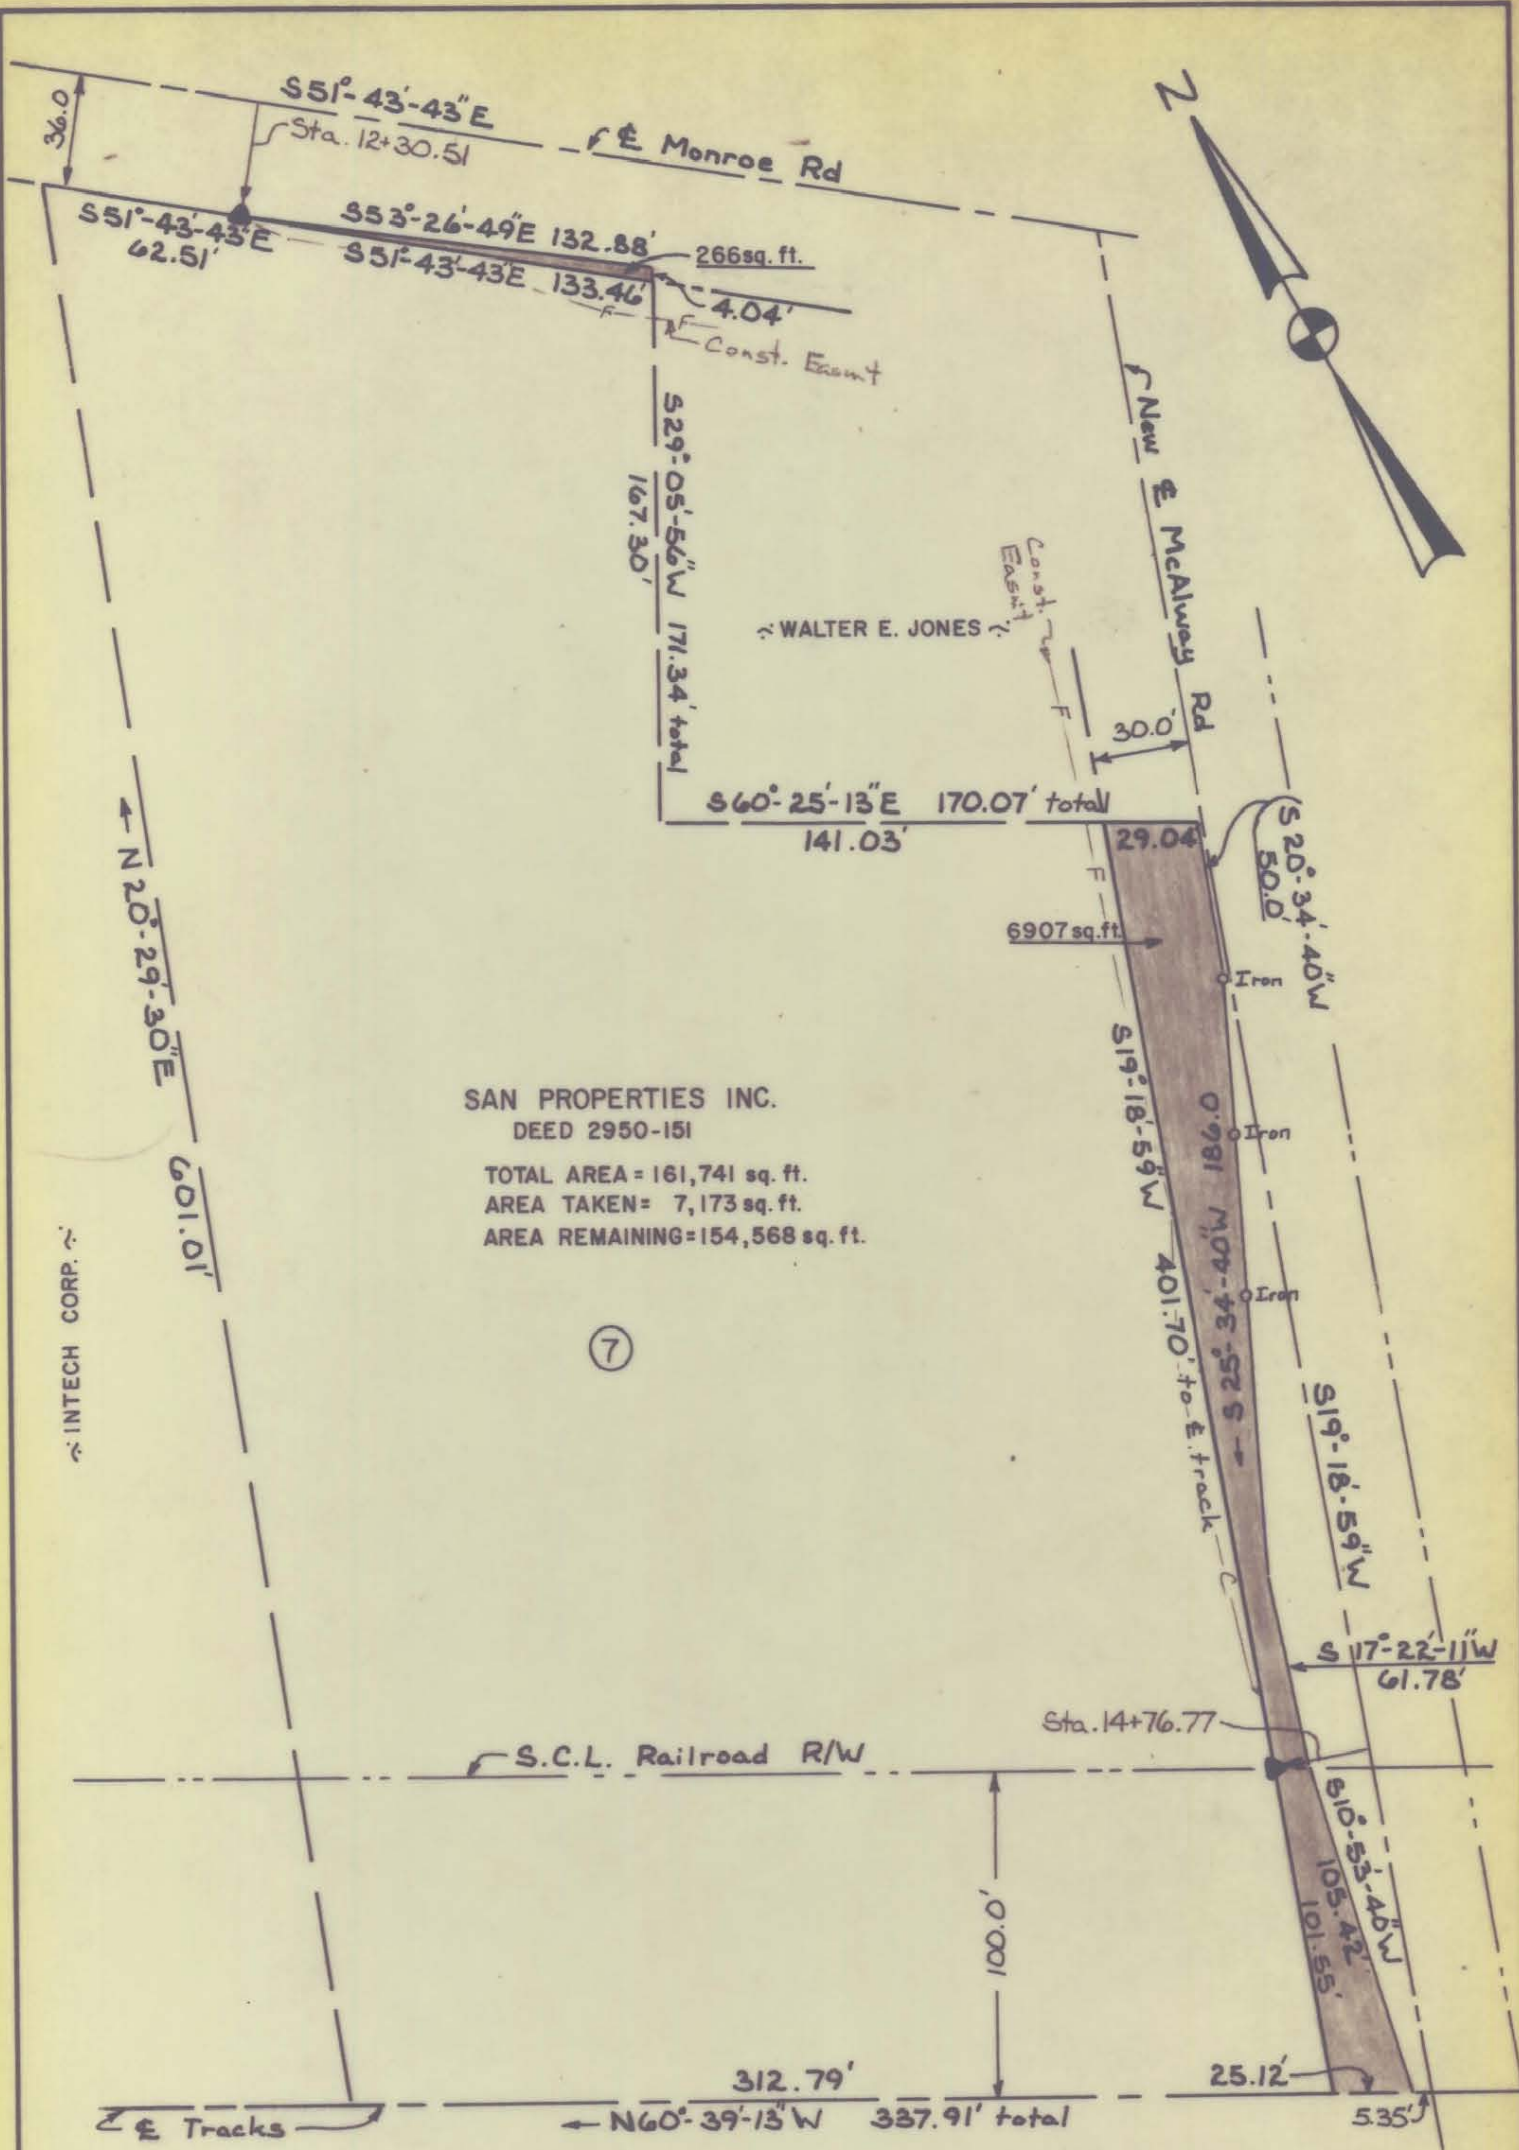 N
36.0
S51°-43'-43"E
Sta. 12+30.51
℄ Monroe Rd
S51°-43'-43"E
62.51'
S53°-26'-49"E 132.88'
S51°-43'-43"E 133.46'
266 sq. ft.
4.04'
F
F
Const. Easmt
S29°-05'-56"W 171.34' total
167.30'
New ℄ McAlway Rd
WALTER E. JONES
Const.
Easmt
F
30.0'
S60°-25'-13"E 170.07' total
141.03'
29.04
F
S 20°-34'-40"W
50.0'
6907 sq.ft.
Iron
Iron
Iron
N20°-29'-30"E 601.01'
S19°-18'-59"W 401.70' to ℄ track
C
S 25°-34'-40"W 186.0
S19°-18'-59"W
SAN PROPERTIES INC.
DEED 2950-151
TOTAL AREA = 161,741 sq. ft.
AREA TAKEN= 7,173 sq. ft.
AREA REMAINING=154,568 sq. ft.
7
INTECH CORP.
S 17°-22'-11"W
61.78'
Sta. 14+76.77
S.C.L. Railroad R/W
S10°-53'-40"W
105.42'
101.55'
100.0'
312.79'
25.12'
℄ Tracks
N60°-39'-13"W 337.91' total
5.35'